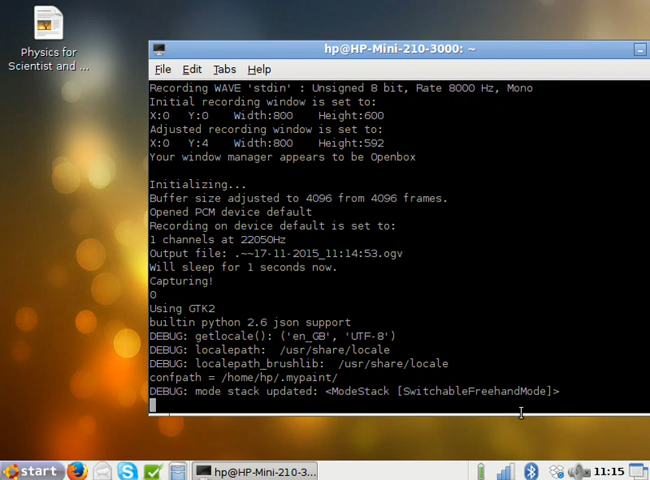 Physics for
Scientist and ...
hp@HP-Mini-210-3000: ~
File Edit Tabs Help
Recording WAVE 'stdin' : Unsigned 8 bit, Rate 8000 Hz, Mono
Initial recording window is set to:
X:0 Y:0 Width:800 Height:600
Adjusted recording window is set to:
X:0 Y:4 Width:800 Height:592
Your window manager appears to be Openbox
Initializing...
Buffer size adjusted to 4096 from 4096 frames.
Opened PCM device default
Recording on device default is set to:
1 channels at 22050Hz
Output file: .~~17-11-2015_11:14:53.ogv
Will sleep for 1 seconds now.
Capturing!
0
Using GTK2
builtin python 2.6 json support
DEBUG: getlocale(): ('en_GB', 'UTF-8')
DEBUG: localepath: /usr/share/locale
DEBUG: localepath_brushlib: /usr/share/locale
confpath = /home/hp/.mypaint/
DEBUG: mode stack updated: <ModeStack [SwitchableFreehandMode]>
start hp@HP-Mini-210-3... 11:15